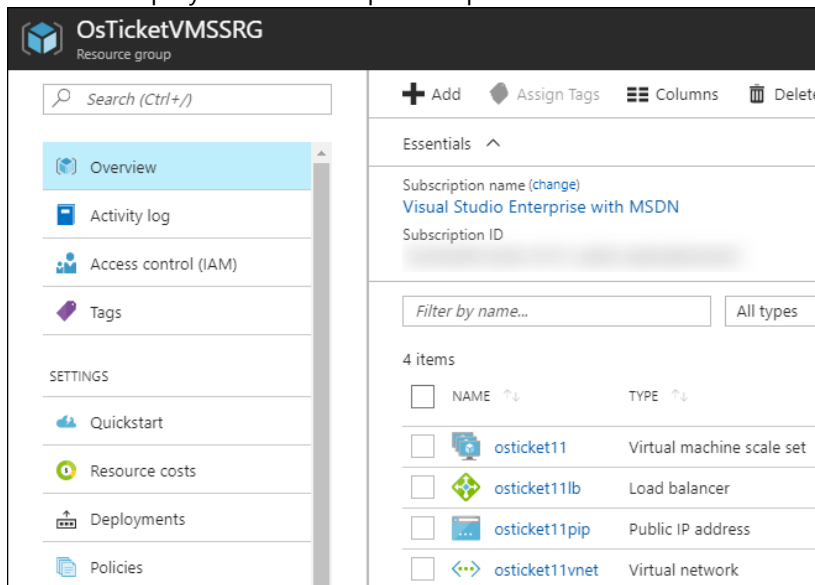 OsTicketVMSSRG
Resource group
Search (Ctrl+/)
Overview
Activity log
Access control (IAM)
Tags
SETTINGS
Quickstart
Resource costs
Deployments
Policies
Add Assign Tags Columns Delete
Essentials
Subscription name (change)
Visual Studio Enterprise with MSDN
Subscription ID
Filter by name... All types
4 items
NAME TYPE
osticket11 Virtual machine scale set
osticket11lb Load balancer
osticket11pip Public IP address
osticket11vnet Virtual network